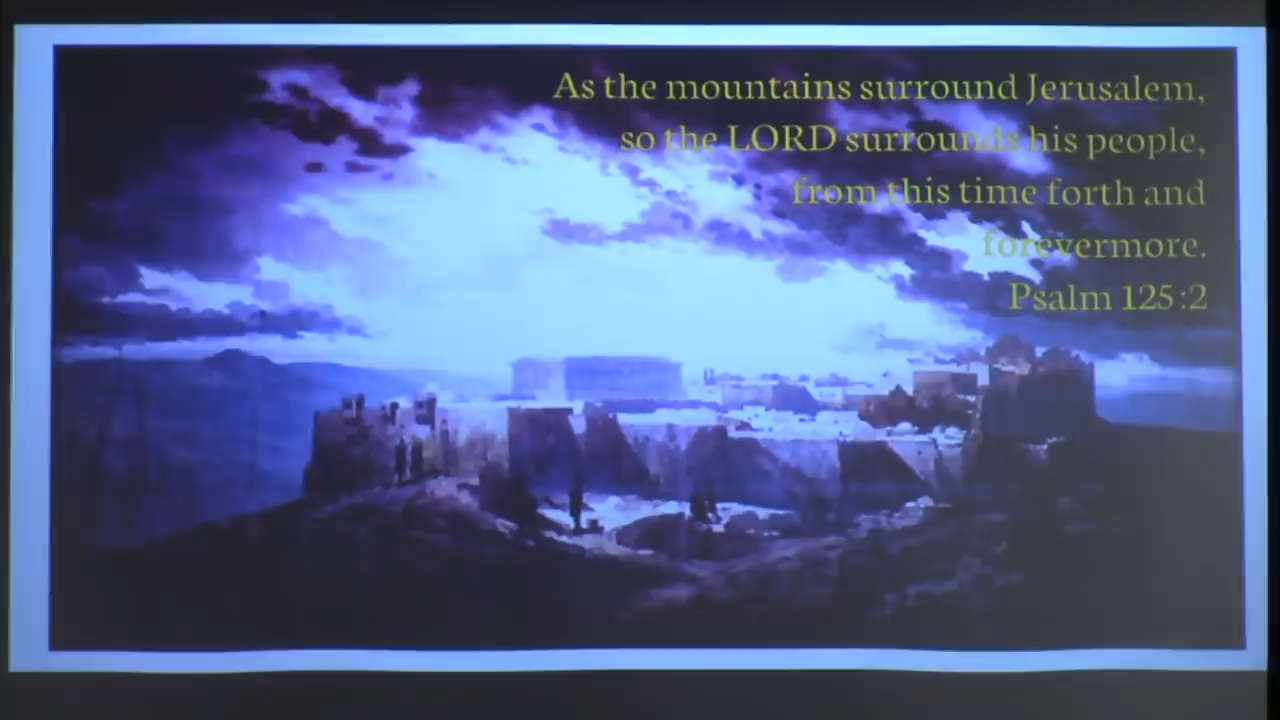 As the mountains surround Jerusalem,
so the LORD surrounds his people,
from this time forth and
forevermore.
Psalm 125:2